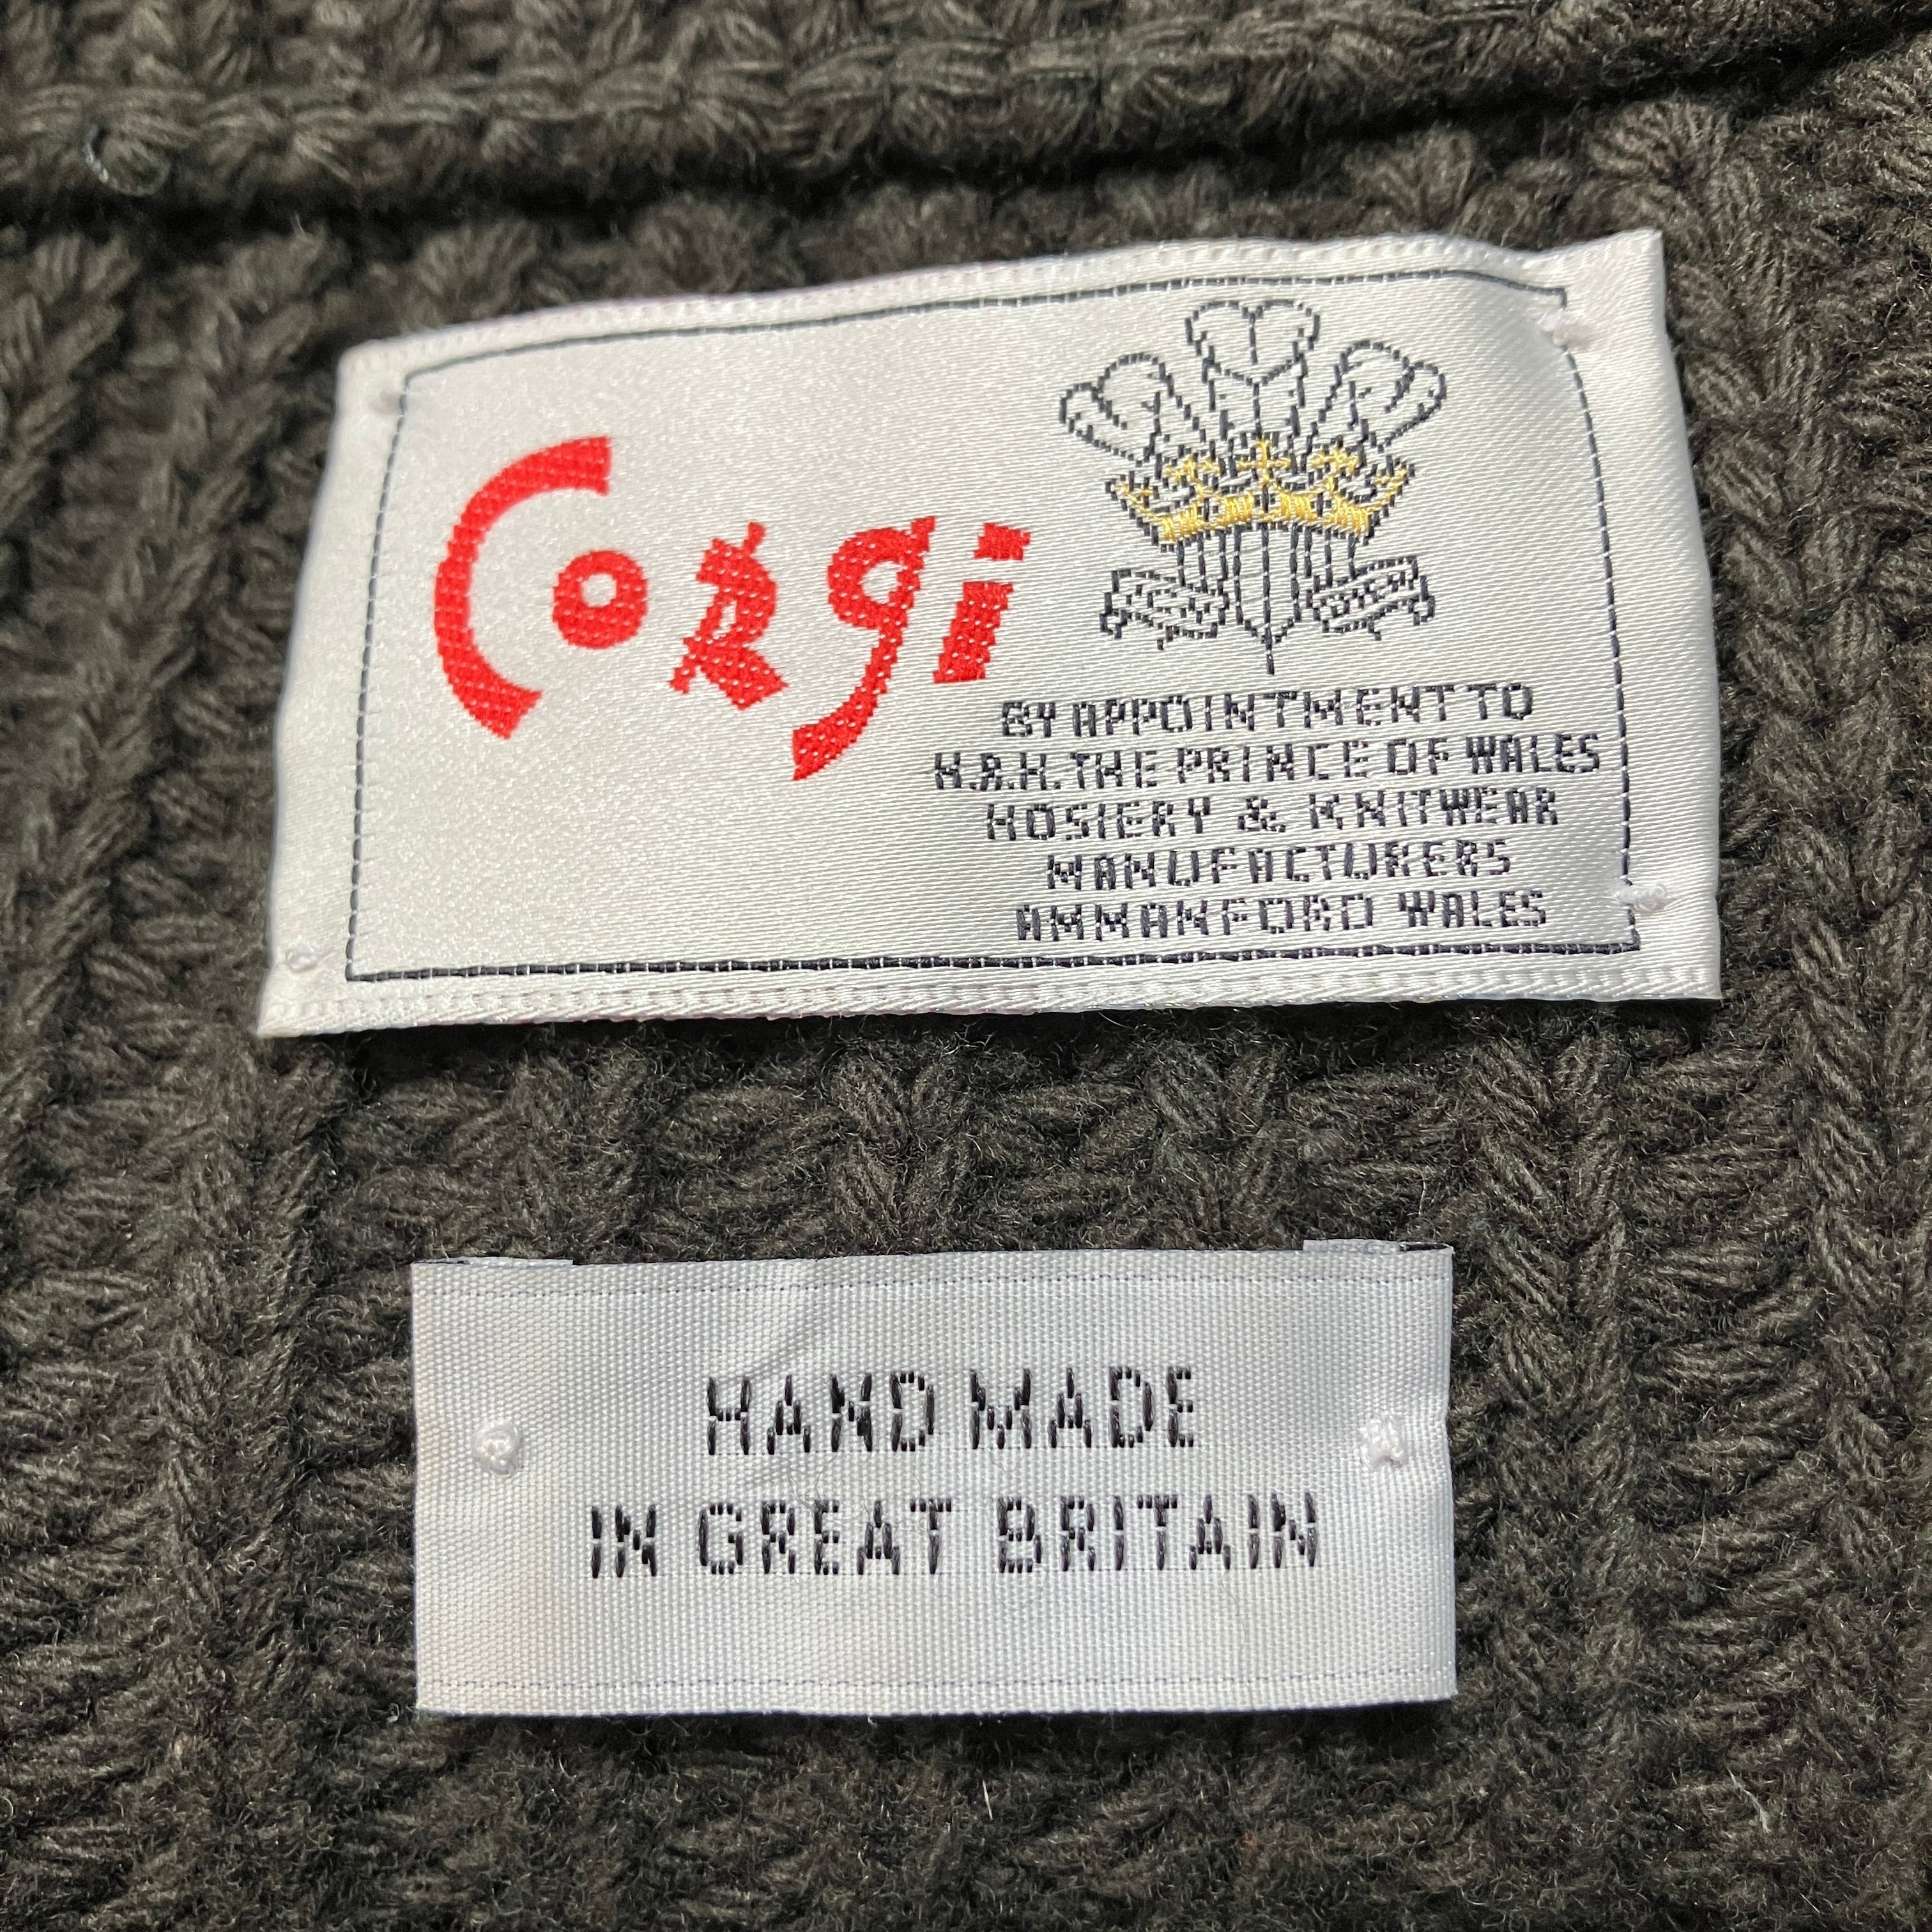 Corgi
BY APPOINTMENT TO
H.R.H. THE PRINCE OF WALES
HOSIERY & KNITWEAR
MANUFACTURERS
AMMANFORD WALES
HAND MADE
IN GREAT BRITAIN